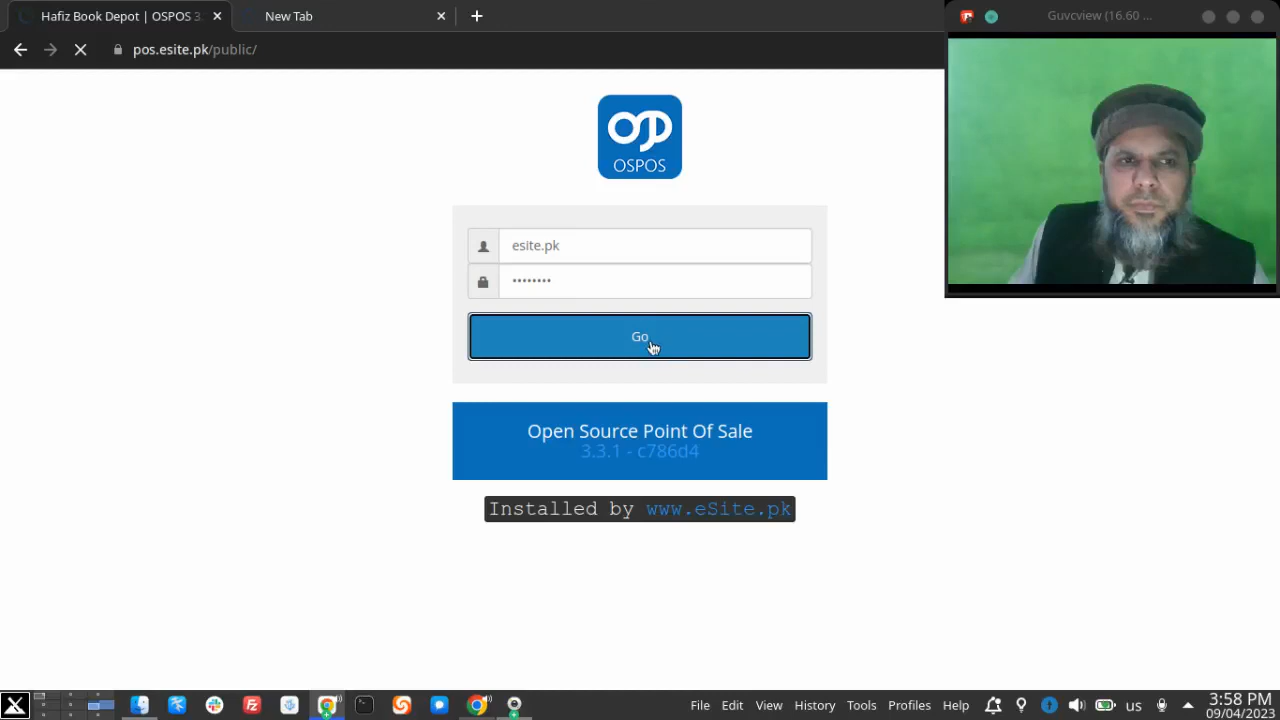 Hafiz Book Depot | OSPOS 3.
New Tab
Guvcview (16.60 ...
pos.esite.pk/public/
OSPOS
esite.pk
••••••••
Go
Open Source Point Of Sale
3.3.1 - c786d4
Installed by www.eSite.pk
File Edit View History Tools Profiles Help
us
3:58 PM
09/04/2023